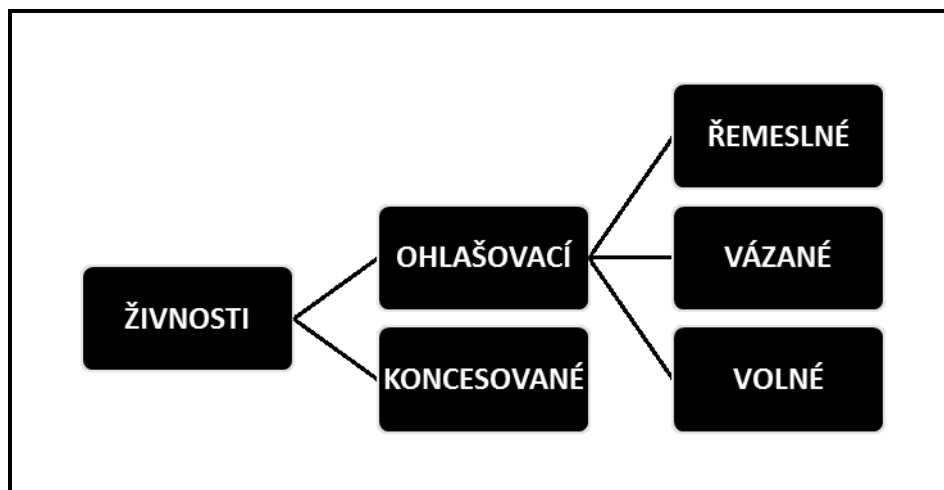 ŽIVNOSTI
OHLAŠOVACÍ
KONCESOVANÉ
ŘEMESLNÉ
VÁZANÉ
VOLNÉ